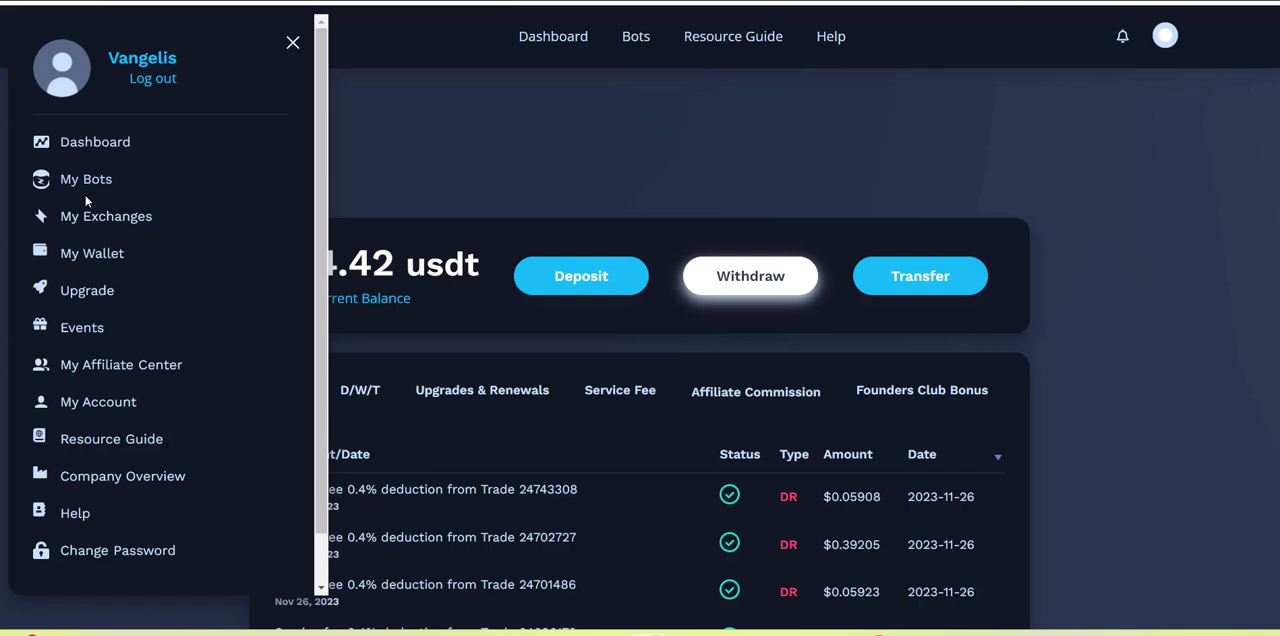 Vangelis
Log out
Dashboard
My Bots
My Exchanges
My Wallet
Upgrade
Events
My Affiliate Center
My Account
Resource Guide
Company Overview
Help
Change Password
Dashboard Bots Resource Guide Help
.42 usdt
rent Balance
Deposit Withdraw Transfer
D/W/T Upgrades & Renewals Service Fee Affiliate Commission Founders Club Bonus
t/Date Status Type Amount Date
ee 0.4% deduction from Trade 24743308 DR $0.05908 2023-11-26
23
ee 0.4% deduction from Trade 24702727 DR $0.39205 2023-11-26
23
ee 0.4% deduction from Trade 24701486 DR $0.05923 2023-11-26
Nov 26, 2023